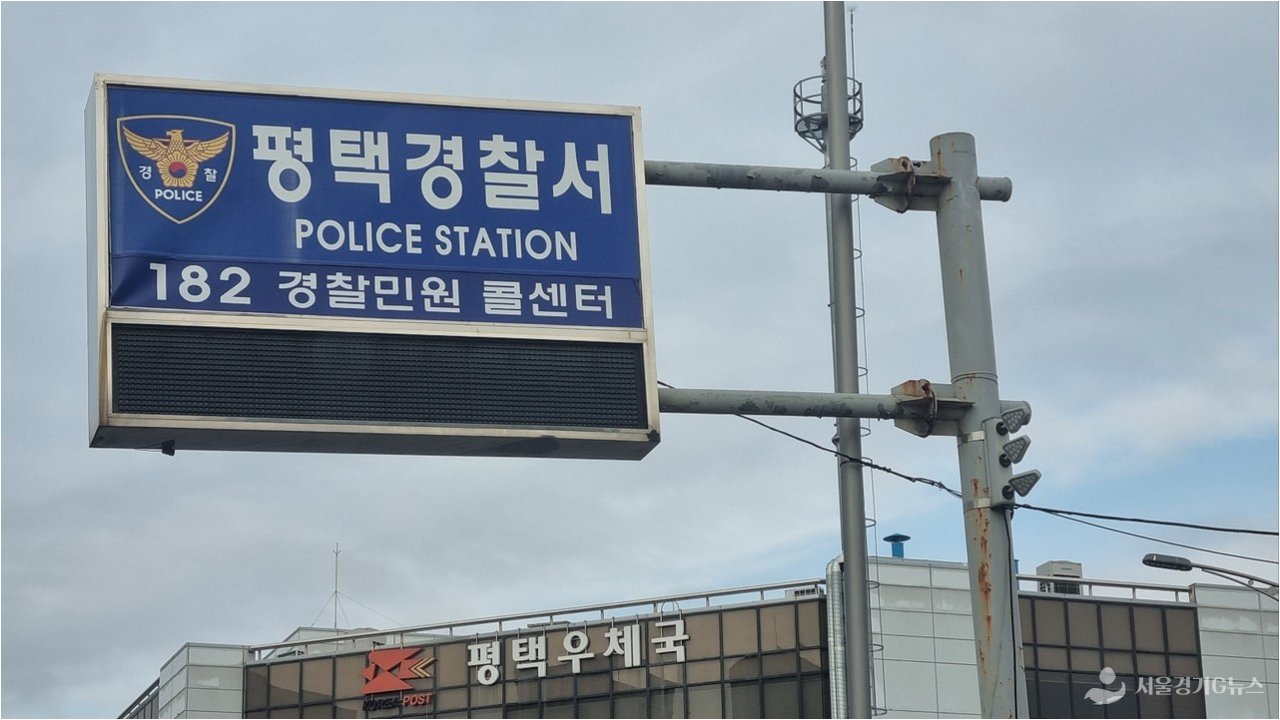 평택경찰서
경 찰
POLICE
POLICE STATION
182 경찰민원 콜센터
평택우체국
KOREA POST
서울경기G뉴스